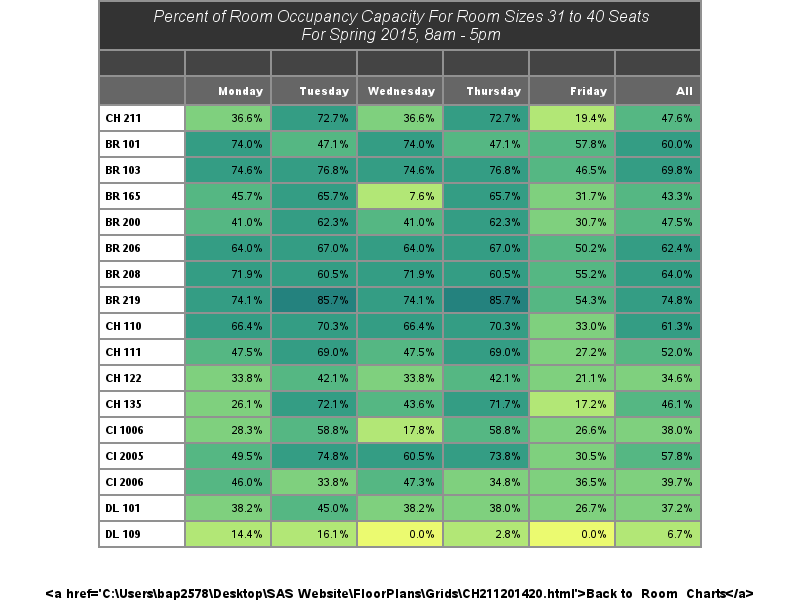 Percent of Room Occupancy Capacity For Room Sizes 31 to 40 Seats
For Spring 2015, 8am - 5pm
Monday Tuesday Wednesday Thursday Friday All
CH 211 36.6% 72.7% 36.6% 72.7% 19.4% 47.6%
BR 101 74.0% 47.1% 74.0% 47.1% 57.8% 60.0%
BR 103 74.6% 76.8% 74.6% 76.8% 46.5% 69.8%
BR 165 45.7% 65.7% 7.6% 65.7% 31.7% 43.3%
BR 200 41.0% 62.3% 41.0% 62.3% 30.7% 47.5%
BR 206 64.0% 67.0% 64.0% 67.0% 50.2% 62.4%
BR 208 71.9% 60.5% 71.9% 60.5% 55.2% 64.0%
BR 219 74.1% 85.7% 74.1% 85.7% 54.3% 74.8%
CH 110 66.4% 70.3% 66.4% 70.3% 33.0% 61.3%
CH 111 47.5% 69.0% 47.5% 69.0% 27.2% 52.0%
CH 122 33.8% 42.1% 33.8% 42.1% 21.1% 34.6%
CH 135 26.1% 72.1% 43.6% 71.7% 17.2% 46.1%
CI 1006 28.3% 58.8% 17.8% 58.8% 26.6% 38.0%
CI 2005 49.5% 74.8% 60.5% 73.8% 30.5% 57.8%
CI 2006 46.0% 33.8% 47.3% 34.8% 36.5% 39.7%
DL 101 38.2% 45.0% 38.2% 38.0% 26.7% 37.2%
DL 109 14.4% 16.1% 0.0% 2.8% 0.0% 6.7%
<a href='C:\Users\bap2578\Desktop\SAS Website\FloorPlans\Grids\CH211201420.html'>Back to Room Charts</a>